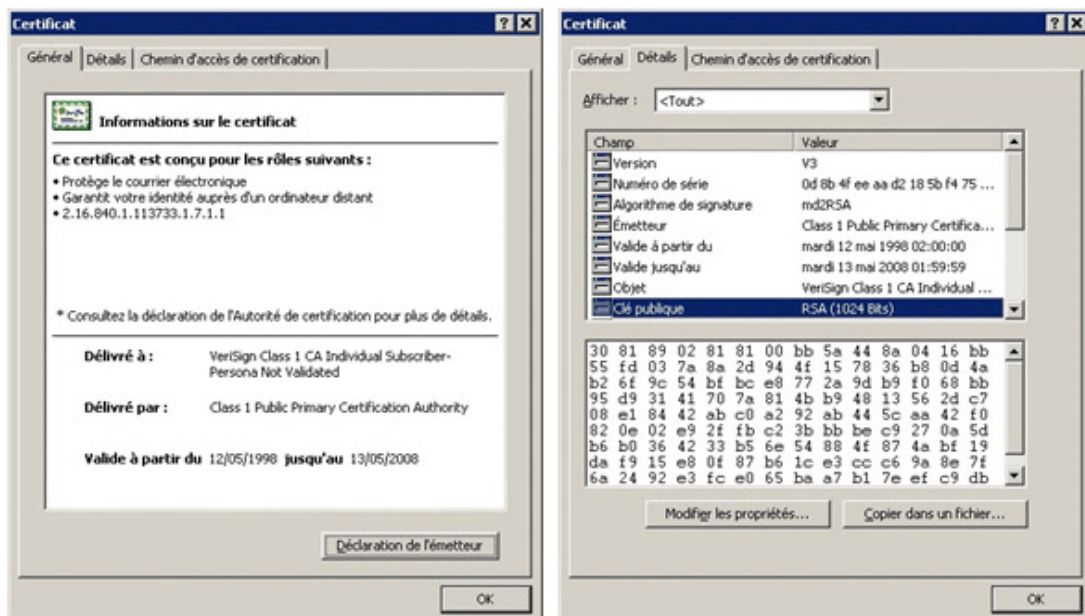 Certificat
Général
Détails
Chemin d'accès de certification
Informations sur le certificat
Ce certificat est conçu pour les rôles suivants :
• Protège le courrier électronique
• Garantit votre identité auprès d'un ordinateur distant
• 2.16.840.1.113733.1.7.1.1
* Consultez la déclaration de l'Autorité de certification pour plus de détails.
Délivré à : VeriSign Class 1 CA Individual Subscriber-
Persona Not Validated
Délivré par : Class 1 Public Primary Certification Authority
Valide à partir du 12/05/1998 jusqu'au 13/05/2008
Déclaration de l'émetteur
OK
Certificat
Général
Détails
Chemin d'accès de certification
Afficher : <Tout>
Champ Valeur
Version V3
Numéro de série 0d 8b 4f ee aa d2 18 5b f4 75 ...
Algorithme de signature md2RSA
Émetteur Class 1 Public Primary Certifica...
Valide à partir du mardi 12 mai 1998 02:00:00
Valide jusqu'au mardi 13 mai 2008 01:59:59
Objet VeriSign Class 1 CA Individual ...
Clé publique RSA (1024 Bits)
30 81 89 02 81 81 00 bb 5a 44 8a 04 16 bb
55 fd 03 7a 8a 2d 94 4f 15 78 36 b8 0d 4a
b2 6f 9c 54 bf bc e8 77 2a 9d b9 f0 68 bb
95 d9 31 41 70 7a 81 4b b9 48 13 56 2d c7
08 e1 84 42 ab c0 a2 92 ab 44 5c aa 42 f0
82 0e 02 e9 2f fb c2 3b bb be c9 27 0a 5d
b6 b0 36 42 33 b5 6e 54 88 4f 87 4a bf 19
da f9 15 e8 0f 87 b6 1c e3 cc c6 9a 8e 7f
6a 24 92 e3 fc e0 65 ba a7 b1 7e ef c9 db
Modifier les propriétés...
Copier dans un fichier...
OK